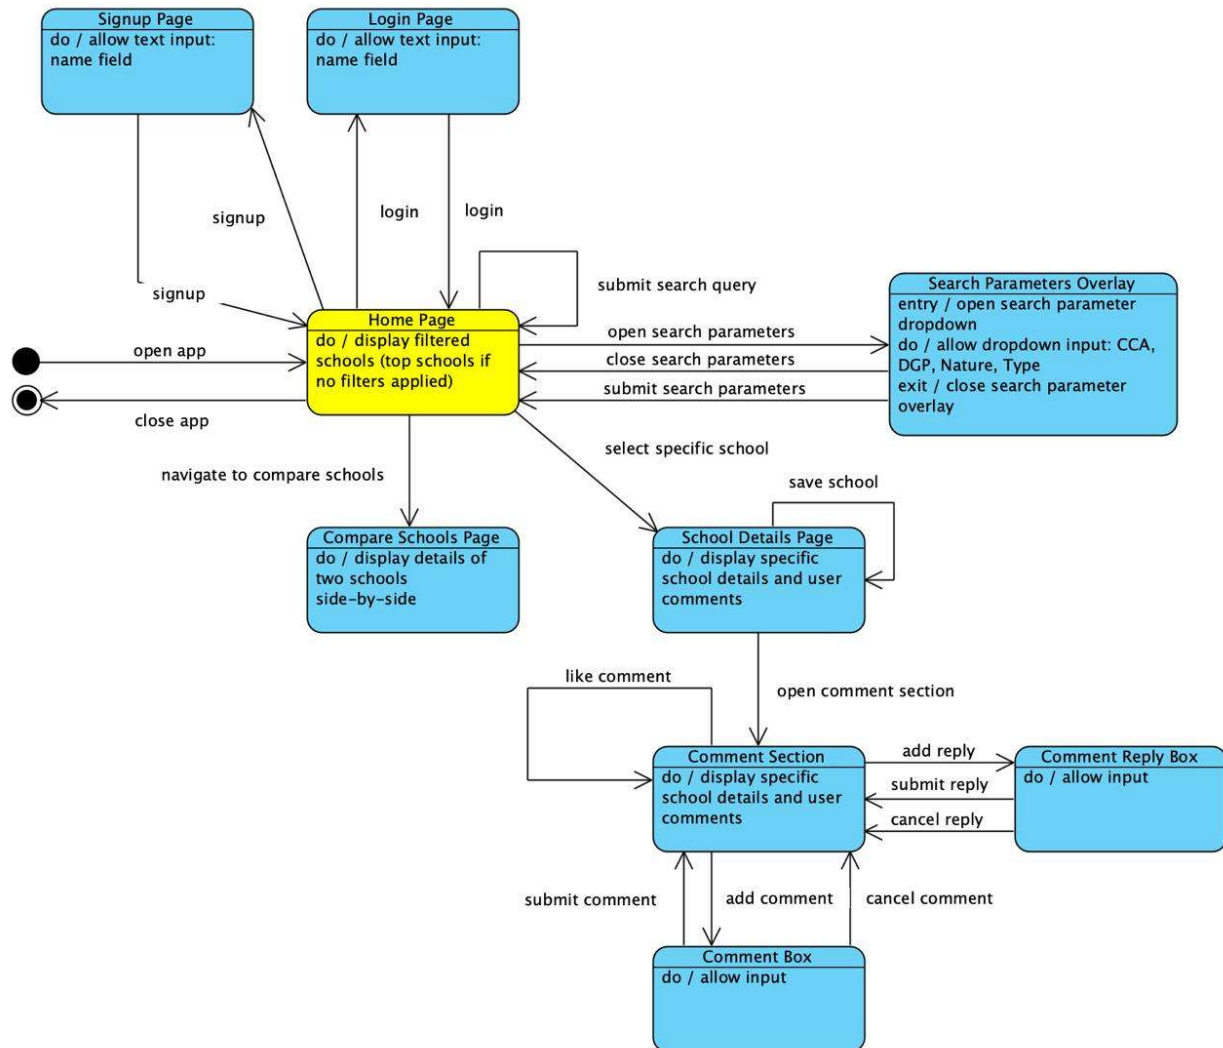 Signup Page
do / allow text input:
name field
Login Page
do / allow text input:
name field
signup
login
login
signup
submit search query
Home Page
do / display filtered
schools (top schools if
no filters applied)
open app
close app
open search parameters
close search parameters
submit search parameters
Search Parameters Overlay
entry / open search parameter
dropdown
do / allow dropdown input: CCA,
DGP, Nature, Type
exit / close search parameter
overlay
navigate to compare schools
select specific school
save school
Compare Schools Page
do / display details of
two schools
side-by-side
School Details Page
do / display specific
school details and user
comments
like comment
open comment section
Comment Section
do / display specific
school details and user
comments
add reply
submit reply
cancel reply
Comment Reply Box
do / allow input
submit comment
add comment
cancel comment
Comment Box
do / allow input